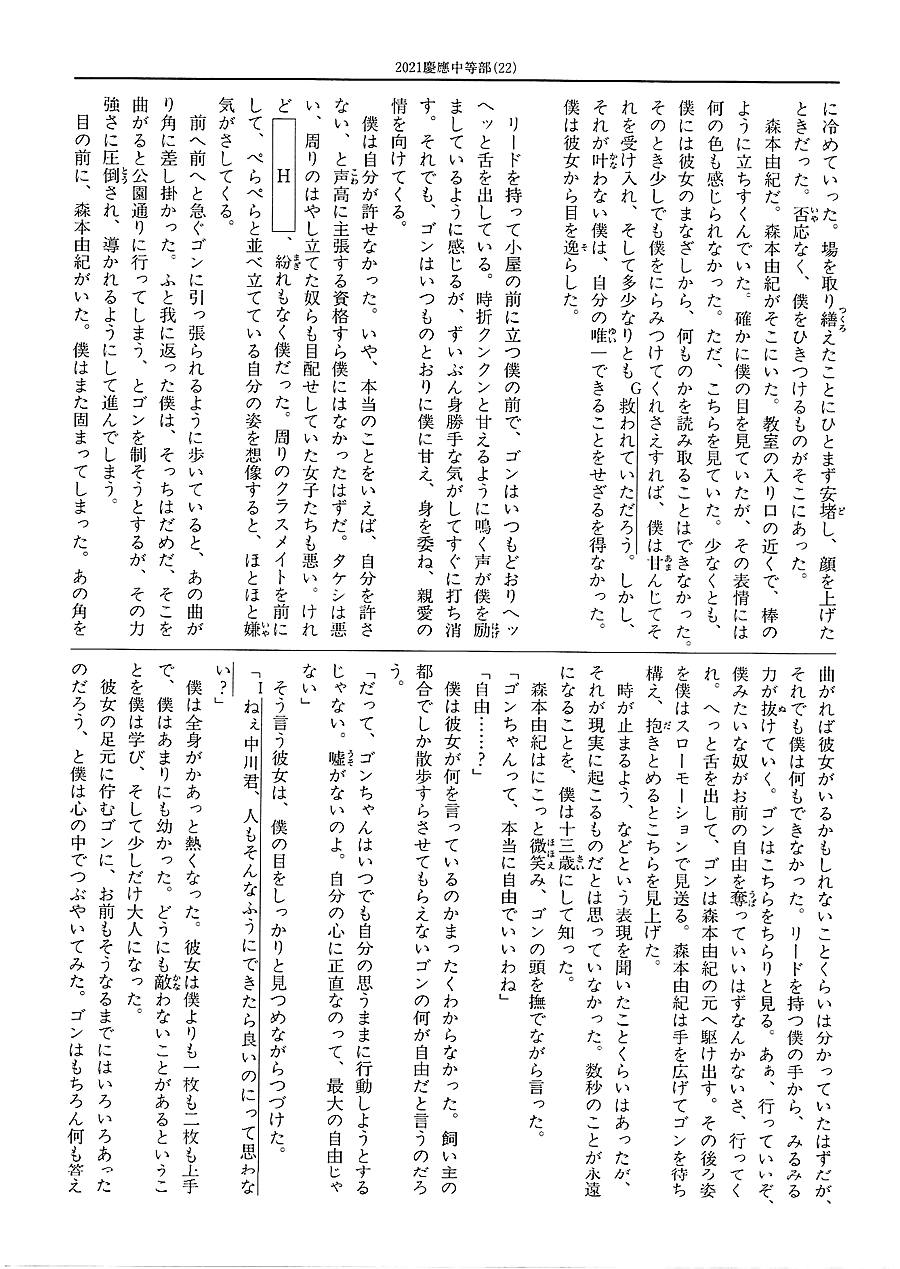 2021慶應中等部(22)
に冷めていった。場を取り繕えたことにひとまず安堵し、顔を上げた
ときだった。否応なく、僕をひきつけるものがそこにあった。
森本由紀だ。森本由紀がそこにいた。教室の入り口の近くで、棒の
ように立ちすくんでいた。確かに僕の目を見ていたが、その表情には
何の色も感じられなかった。ただ、こちらを見ていた。少なくとも、
僕には彼女のまなざしから、何ものかを読み取ることはできなかった。
そのとき少しでも僕をにらみつけてくれさえすれば、僕は甘んじてそ
れを受け入れ、そして多少なりともG救われていただろう。しかし、
それが叶わない僕は、自分の唯一できることをせざるを得なかった。
僕は彼女から目を逸らした。
リードを持って小屋の前に立つ僕の前で、ゴンはいつもどおりヘッ
ヘッと舌を出している。時折クンクンと甘えるように鳴く声が僕を励
ましているように感じるが、ずいぶん身勝手な気がしてすぐに打ち消
す。それでも、ゴンはいつものとおりに僕に甘え、身を委ね、親愛の
情を向けてくる。
僕は自分が許せなかった。いや、本当のことをいえば、自分を許さ
ない、と声高に主張する資格すら僕にはなかったはずだ。タケシは悪
い、周りのはやし立てた奴らも目配せしていた女子たちも悪い。けれ
ど H 、紛れもなく僕だった。周りのクラスメイトを前に
して、ぺらぺらと並べ立てている自分の姿を想像すると、ほとほと嫌
気がさしてくる。
前へ前へと急ぐゴンに引っ張られるように歩いていると、あの曲が
り角に差し掛かった。ふと我に返った僕は、そっちはだめだ、そこを
曲がると公園通りに行ってしまう、とゴンを制そうとするが、その力
強さに圧倒され、導かれるようにして進んでしまう。
目の前に、森本由紀がいた。僕はまた固まってしまった。あの角を
曲がれば彼女がいるかもしれないことくらいは分かっていたはずだが、
それでも僕は何もできなかった。リードを持つ僕の手から、みるみる
力が抜けていく。ゴンはこちらをちらりと見る。あぁ、行っていいぞ、
僕みたいな奴がお前の自由を奪っていいはずなんかないさ、行ってく
れ。へっと舌を出して、ゴンは森本由紀の元へ駆け出す。その後ろ姿
を僕はスローモーションで見送る。森本由紀は手を広げてゴンを待ち
構え、抱きとめるとこちらを見上げた。
時が止まるよう、などという表現を聞いたことくらいはあったが、
それが現実に起こるものだとは思っていなかった。数秒のことが永遠
になることを、僕は十三歳にして知った。
森本由紀はにこっと微笑み、ゴンの頭を撫でながら言った。
「ゴンちゃんって、本当に自由でいいわね」
「自由……？」
僕は彼女が何を言っているのかまったくわからなかった。飼い主の
都合でしか散歩すらさせてもらえないゴンの何が自由だと言うのだろ
う。
「だって、ゴンちゃんはいつでも自分の思うままに行動しようとする
じゃない。嘘がないのよ。自分の心に正直なのって、最大の自由じゃ
ない」
そう言う彼女は、僕の目をしっかりと見つめながらつづけた。
「Iねぇ中川君、人もそんなふうにできたら良いのにって思わな
い？」
僕は全身がかあっと熱くなった。彼女は僕よりも一枚も二枚も上手
で、僕はあまりにも幼かった。どうにも敵わないことがあるというこ
とを僕は学び、そして少しだけ大人になった。
彼女の足元に佇むゴンに、お前もそうなるまでにはいろいろあった
のだろう、と僕は心の中でつぶやいてみた。ゴンはもちろん何も答え